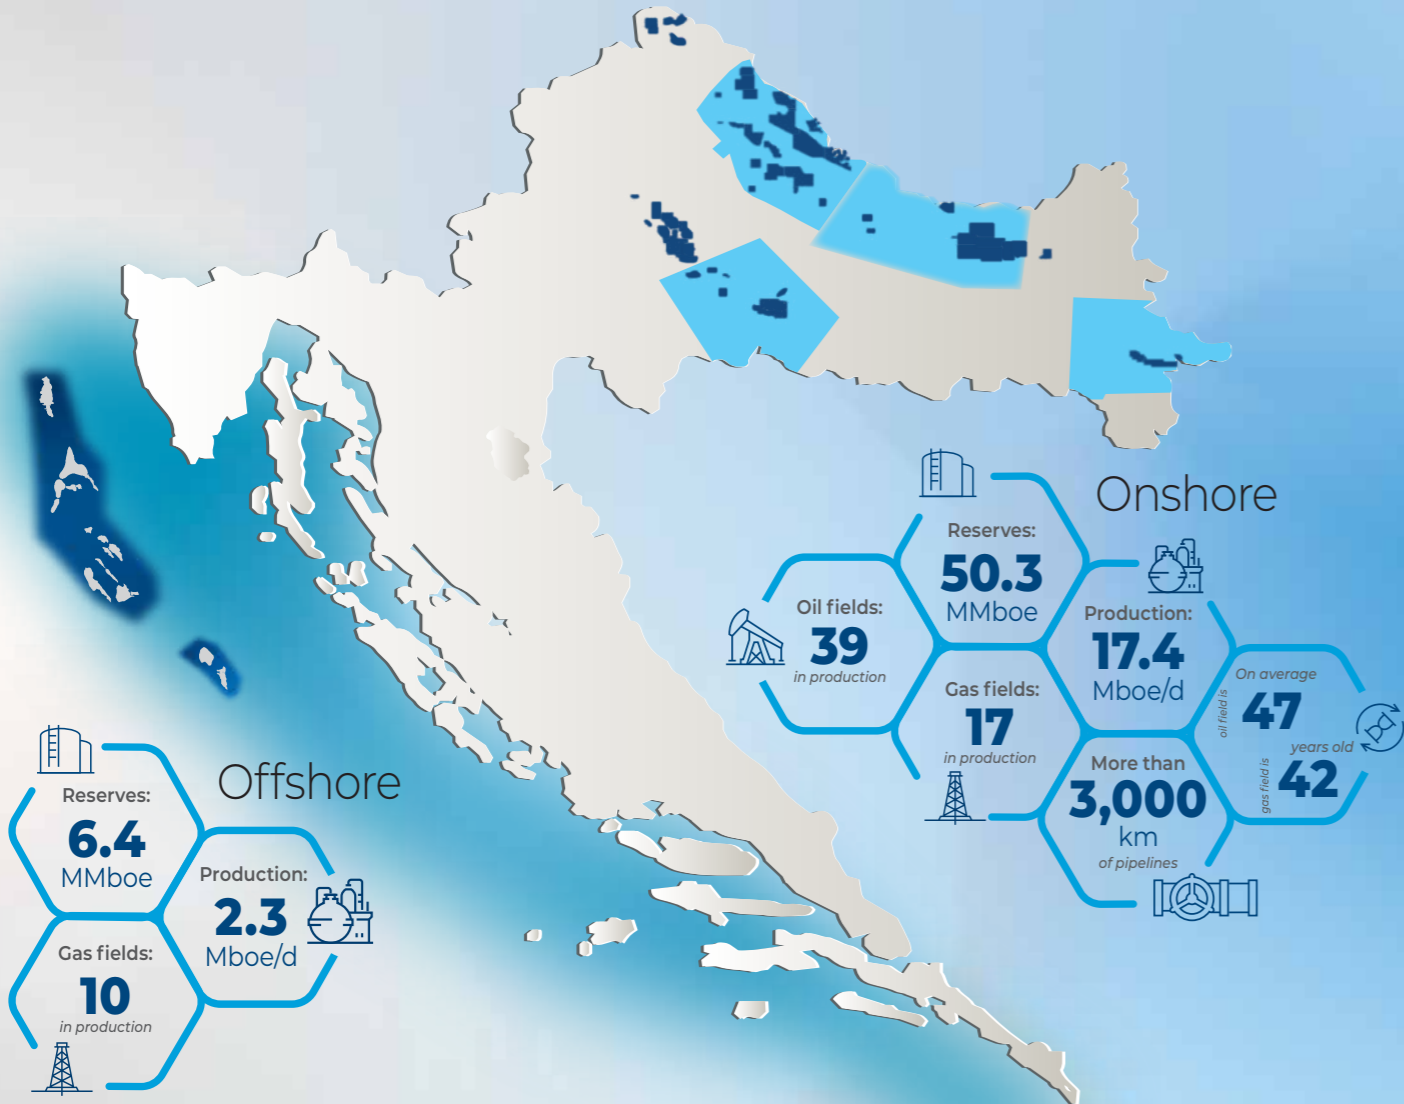 Onshore
Reserves:
50.3
MMboe
Oil fields:
39
in production
Production:
17.4
Mboe/d
Gas fields:
17
in production
On average
oil field is
47
years old
gas field is
42
More than
3,000
km
of pipelines
Offshore
Reserves:
6.4
MMboe
Production:
2.3
Mboe/d
Gas fields:
10
in production